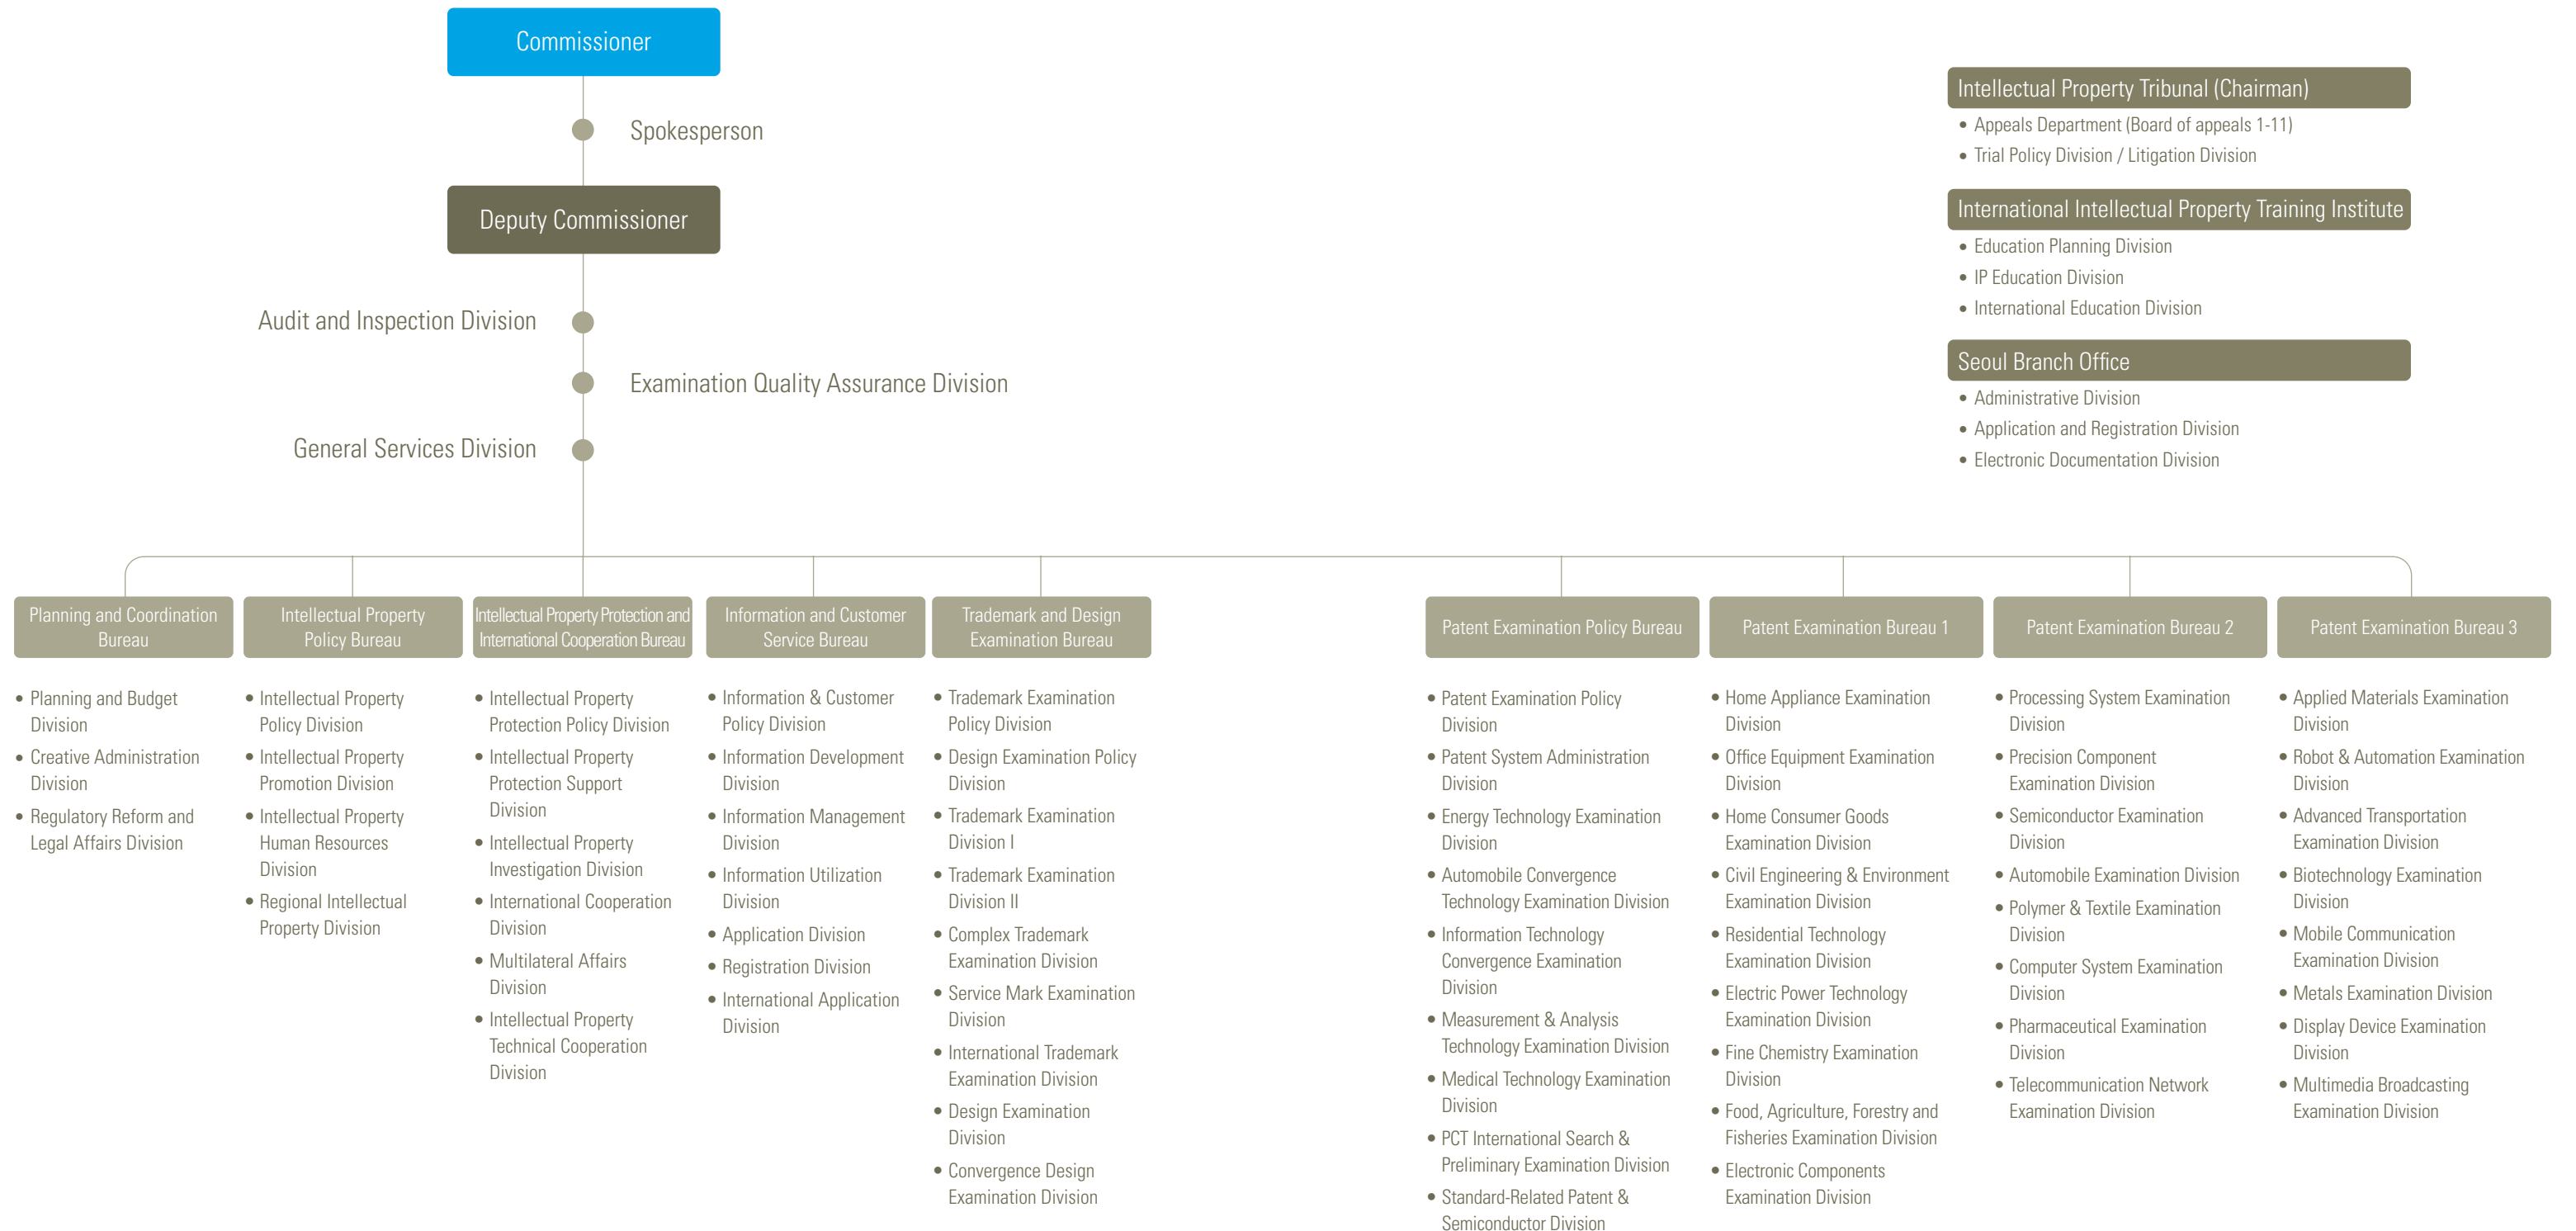 Commissioner
Spokesperson
Deputy Commissioner
Audit and Inspection Division
Examination Quality Assurance Division
General Services Division
Intellectual Property Tribunal (Chairman)
• Appeals Department (Board of appeals 1-11)
• Trial Policy Division / Litigation Division
International Intellectual Property Training Institute
• Education Planning Division
• IP Education Division
• International Education Division
Seoul Branch Office
• Administrative Division
• Application and Registration Division
• Electronic Documentation Division
Planning and Coordination
Bureau
• Planning and Budget
Division
• Creative Administration
Division
• Regulatory Reform and
Legal Affairs Division
Intellectual Property
Policy Bureau
• Intellectual Property
Policy Division
• Intellectual Property
Promotion Division
• Intellectual Property
Human Resources
Division
• Regional Intellectual
Property Division
Intellectual Property Protection and
International Cooperation Bureau
• Intellectual Property
Protection Policy Division
• Intellectual Property
Protection Support
Division
• Intellectual Property
Investigation Division
• International Cooperation
Division
• Multilateral Affairs
Division
• Intellectual Property
Technical Cooperation
Division
Information and Customer
Service Bureau
• Information & Customer
Policy Division
• Information Development
Division
• Information Management
Division
• Information Utilization
Division
• Application Division
• Registration Division
• International Application
Division
Trademark and Design
Examination Bureau
• Trademark Examination
Policy Division
• Design Examination Policy
Division
• Trademark Examination
Division I
• Trademark Examination
Division II
• Complex Trademark
Examination Division
• Service Mark Examination
Division
• International Trademark
Examination Division
• Design Examination
Division
• Convergence Design
Examination Division
Patent Examination Policy Bureau
• Patent Examination Policy
Division
• Patent System Administration
Division
• Energy Technology Examination
Division
• Automobile Convergence
Technology Examination Division
• Information Technology
Convergence Examination
Division
• Measurement & Analysis
Technology Examination Division
• Medical Technology Examination
Division
• PCT International Search &
Preliminary Examination Division
• Standard-Related Patent &
Semiconductor Division
Patent Examination Bureau 1
• Home Appliance Examination
Division
• Office Equipment Examination
Division
• Home Consumer Goods
Examination Division
• Civil Engineering & Environment
Examination Division
• Residential Technology
Examination Division
• Electric Power Technology
Examination Division
• Fine Chemistry Examination
Division
• Food, Agriculture, Forestry and
Fisheries Examination Division
• Electronic Components
Examination Division
Patent Examination Bureau 2
• Processing System Examination
Division
• Precision Component
Examination Division
• Semiconductor Examination
Division
• Automobile Examination Division
• Polymer & Textile Examination
Division
• Computer System Examination
Division
• Pharmaceutical Examination
Division
• Telecommunication Network
Examination Division
Patent Examination Bureau 3
• Applied Materials Examination
Division
• Robot & Automation Examination
Division
• Advanced Transportation
Examination Division
• Biotechnology Examination
Division
• Mobile Communication
Examination Division
• Metals Examination Division
• Display Device Examination
Division
• Multimedia Broadcasting
Examination Division